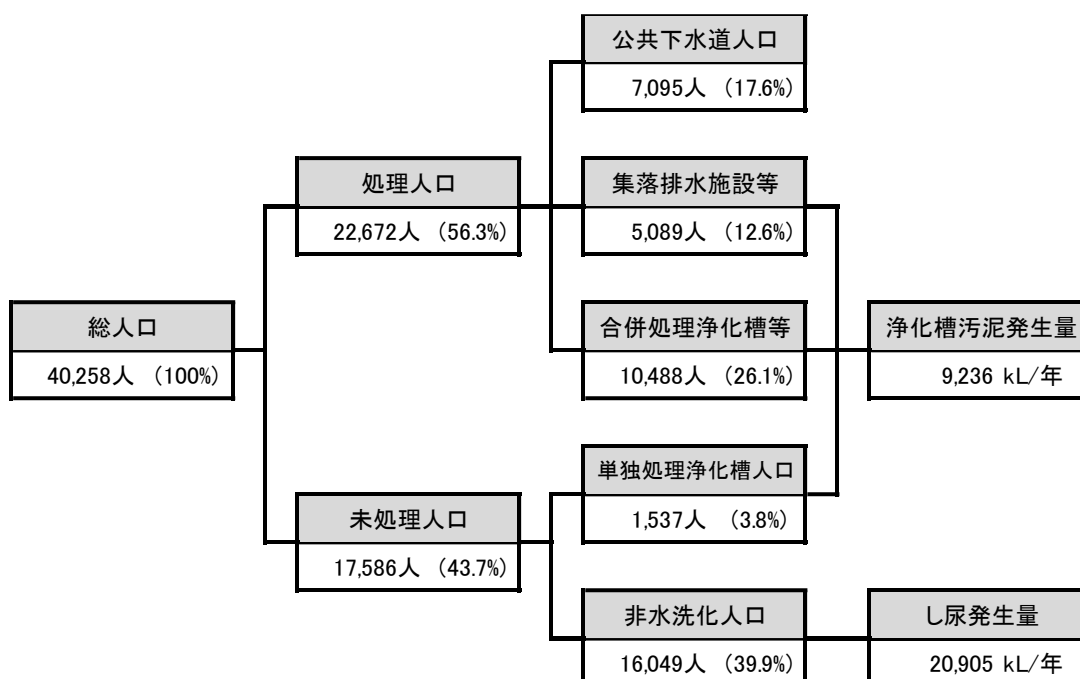 公共下水道人口
7,095人 (17.6%)
処理人口
22,672人 (56.3%)
集落排水施設等
5,089人 (12.6%)
総人口
40,258人 (100%)
合併処理浄化槽等
10,488人 (26.1%)
浄化槽汚泥発生量
9,236 kL/年
単独処理浄化槽人口
1,537人 (3.8%)
未処理人口
17,586人 (43.7%)
非水洗化人口
16,049人 (39.9%)
し尿発生量
20,905 kL/年